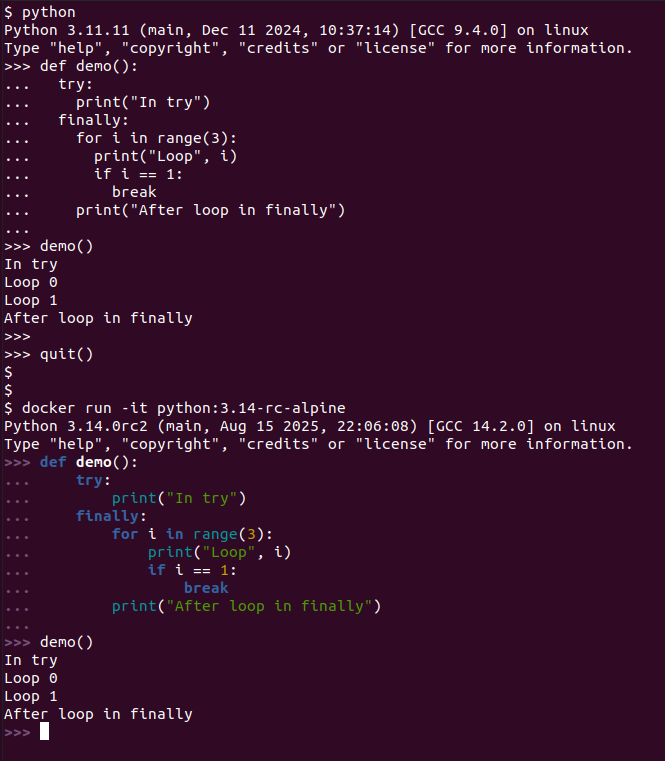 $ python
Python 3.11.11 (main, Dec 11 2024, 10:37:14) [GCC 9.4.0] on linux
Type "help", "copyright", "credits" or "license" for more information.
>>> def demo():
...   try:
...     print("In try")
...   finally:
...     for i in range(3):
...       print("Loop", i)
...       if i == 1:
...         break
...     print("After loop in finally")
...
>>> demo()
In try
Loop 0
Loop 1
After loop in finally
>>>
>>> quit()
$
$
$ docker run -it python:3.14-rc-alpine
Python 3.14.0rc2 (main, Aug 15 2025, 22:06:08) [GCC 14.2.0] on linux
Type "help", "copyright", "credits" or "license" for more information.
>>> def demo():
...     try:
...         print("In try")
...     finally:
...         for i in range(3):
...             print("Loop", i)
...             if i == 1:
...                 break
...         print("After loop in finally")
...
>>> demo()
In try
Loop 0
Loop 1
After loop in finally
>>>